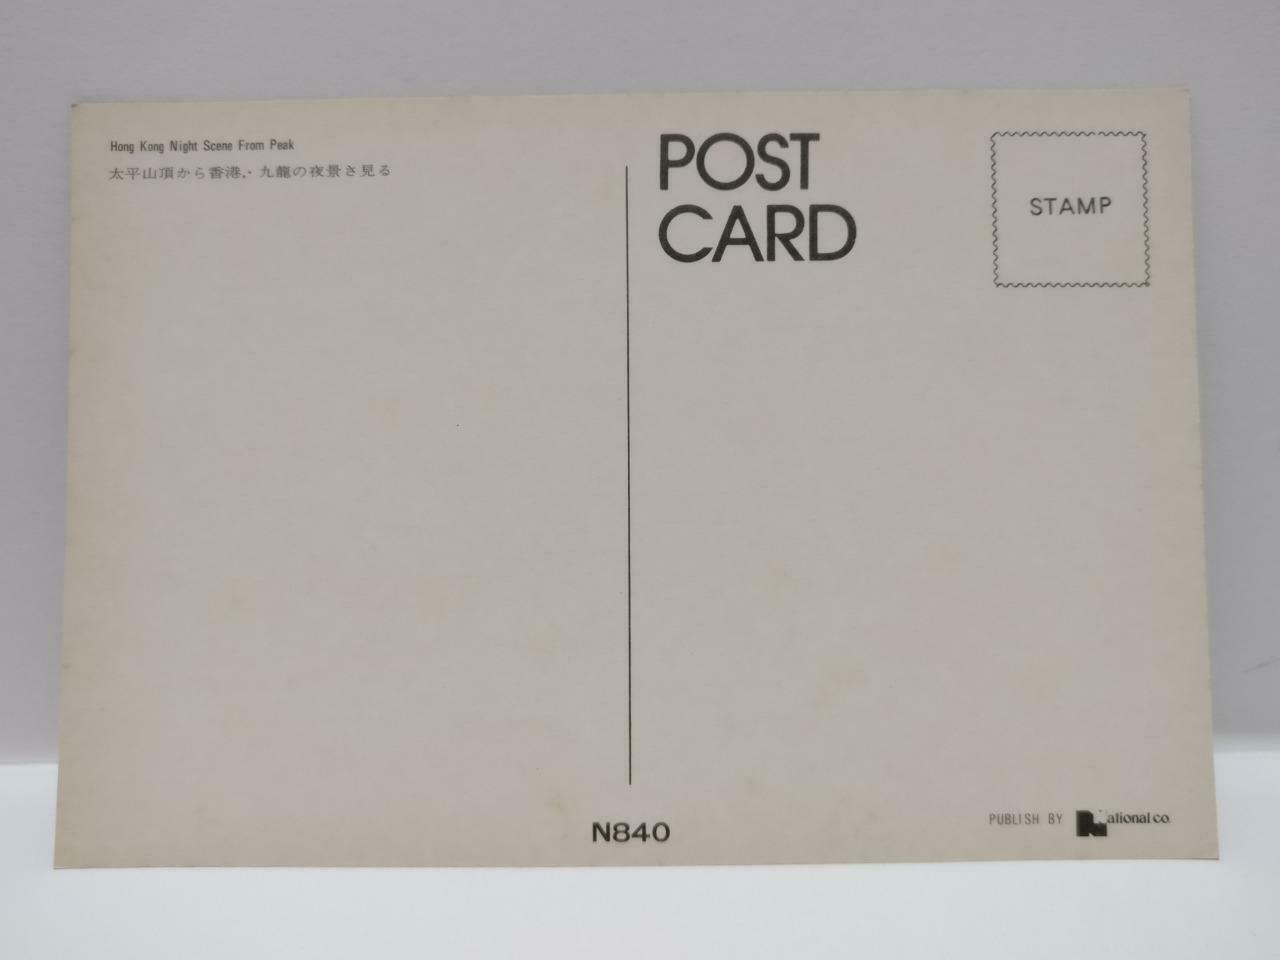 Hong Kong Night Scene From Peak
太平山頂から香港,・九龍の夜景さ見る
POST
CARD
STAMP
N840
PUBLISH BY National co.